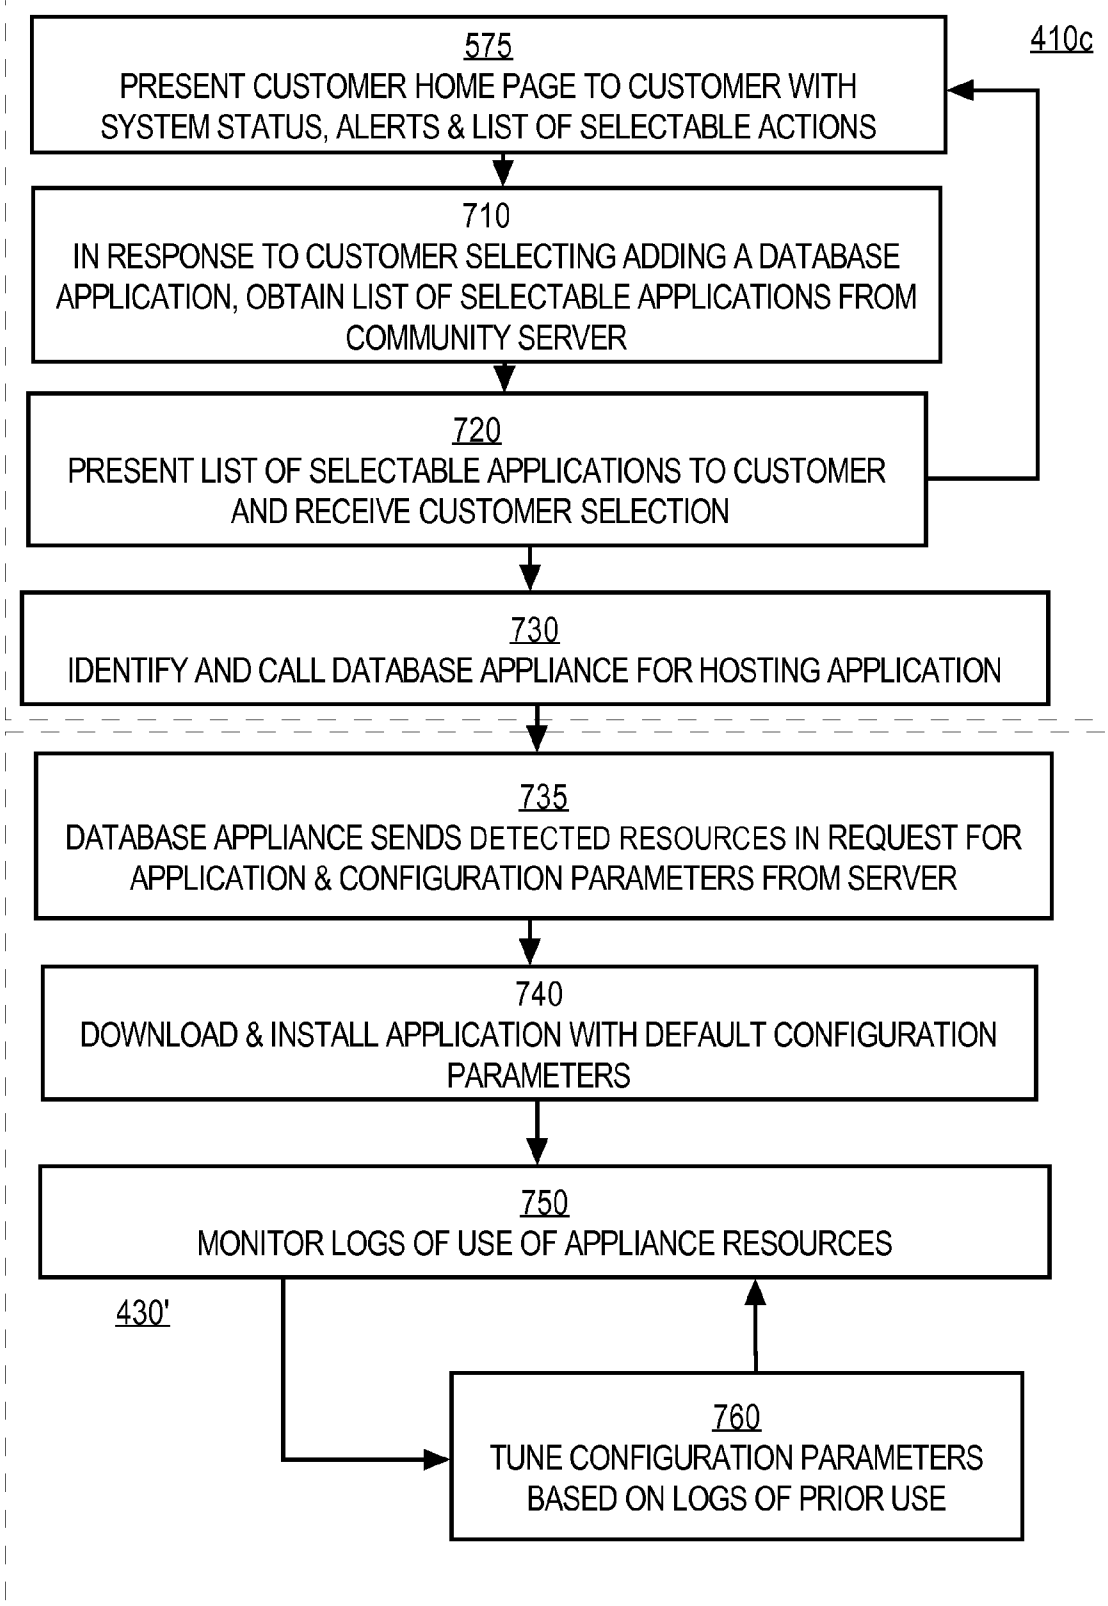 410c
575
PRESENT CUSTOMER HOME PAGE TO CUSTOMER WITH
SYSTEM STATUS, ALERTS & LIST OF SELECTABLE ACTIONS
710
IN RESPONSE TO CUSTOMER SELECTING ADDING A DATABASE
APPLICATION, OBTAIN LIST OF SELECTABLE APPLICATIONS FROM
COMMUNITY SERVER
720
PRESENT LIST OF SELECTABLE APPLICATIONS TO CUSTOMER
AND RECEIVE CUSTOMER SELECTION
730
IDENTIFY AND CALL DATABASE APPLIANCE FOR HOSTING APPLICATION
735
DATABASE APPLIANCE SENDS DETECTED RESOURCES IN REQUEST FOR
APPLICATION & CONFIGURATION PARAMETERS FROM SERVER
740
DOWNLOAD & INSTALL APPLICATION WITH DEFAULT CONFIGURATION
PARAMETERS
750
MONITOR LOGS OF USE OF APPLIANCE RESOURCES
430'
760
TUNE CONFIGURATION PARAMETERS
BASED ON LOGS OF PRIOR USE